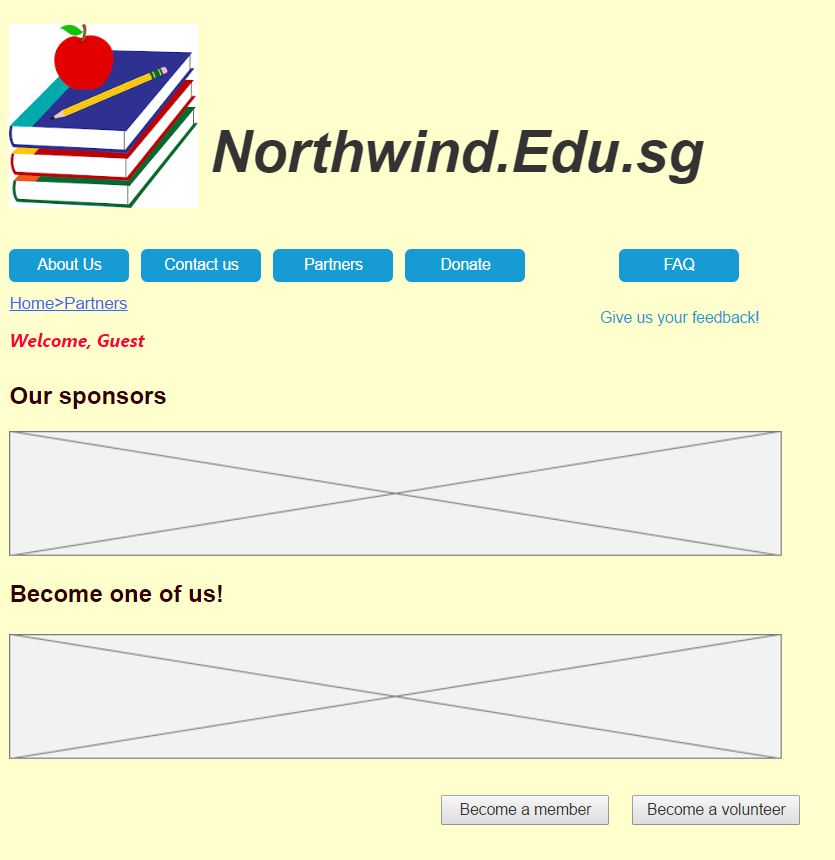 Northwind.Edu.sg
About Us Contact us Partners Donate FAQ
Home>Partners
Give us your feedback!
Welcome, Guest
Our sponsors
Become one of us!
Become a member Become a volunteer